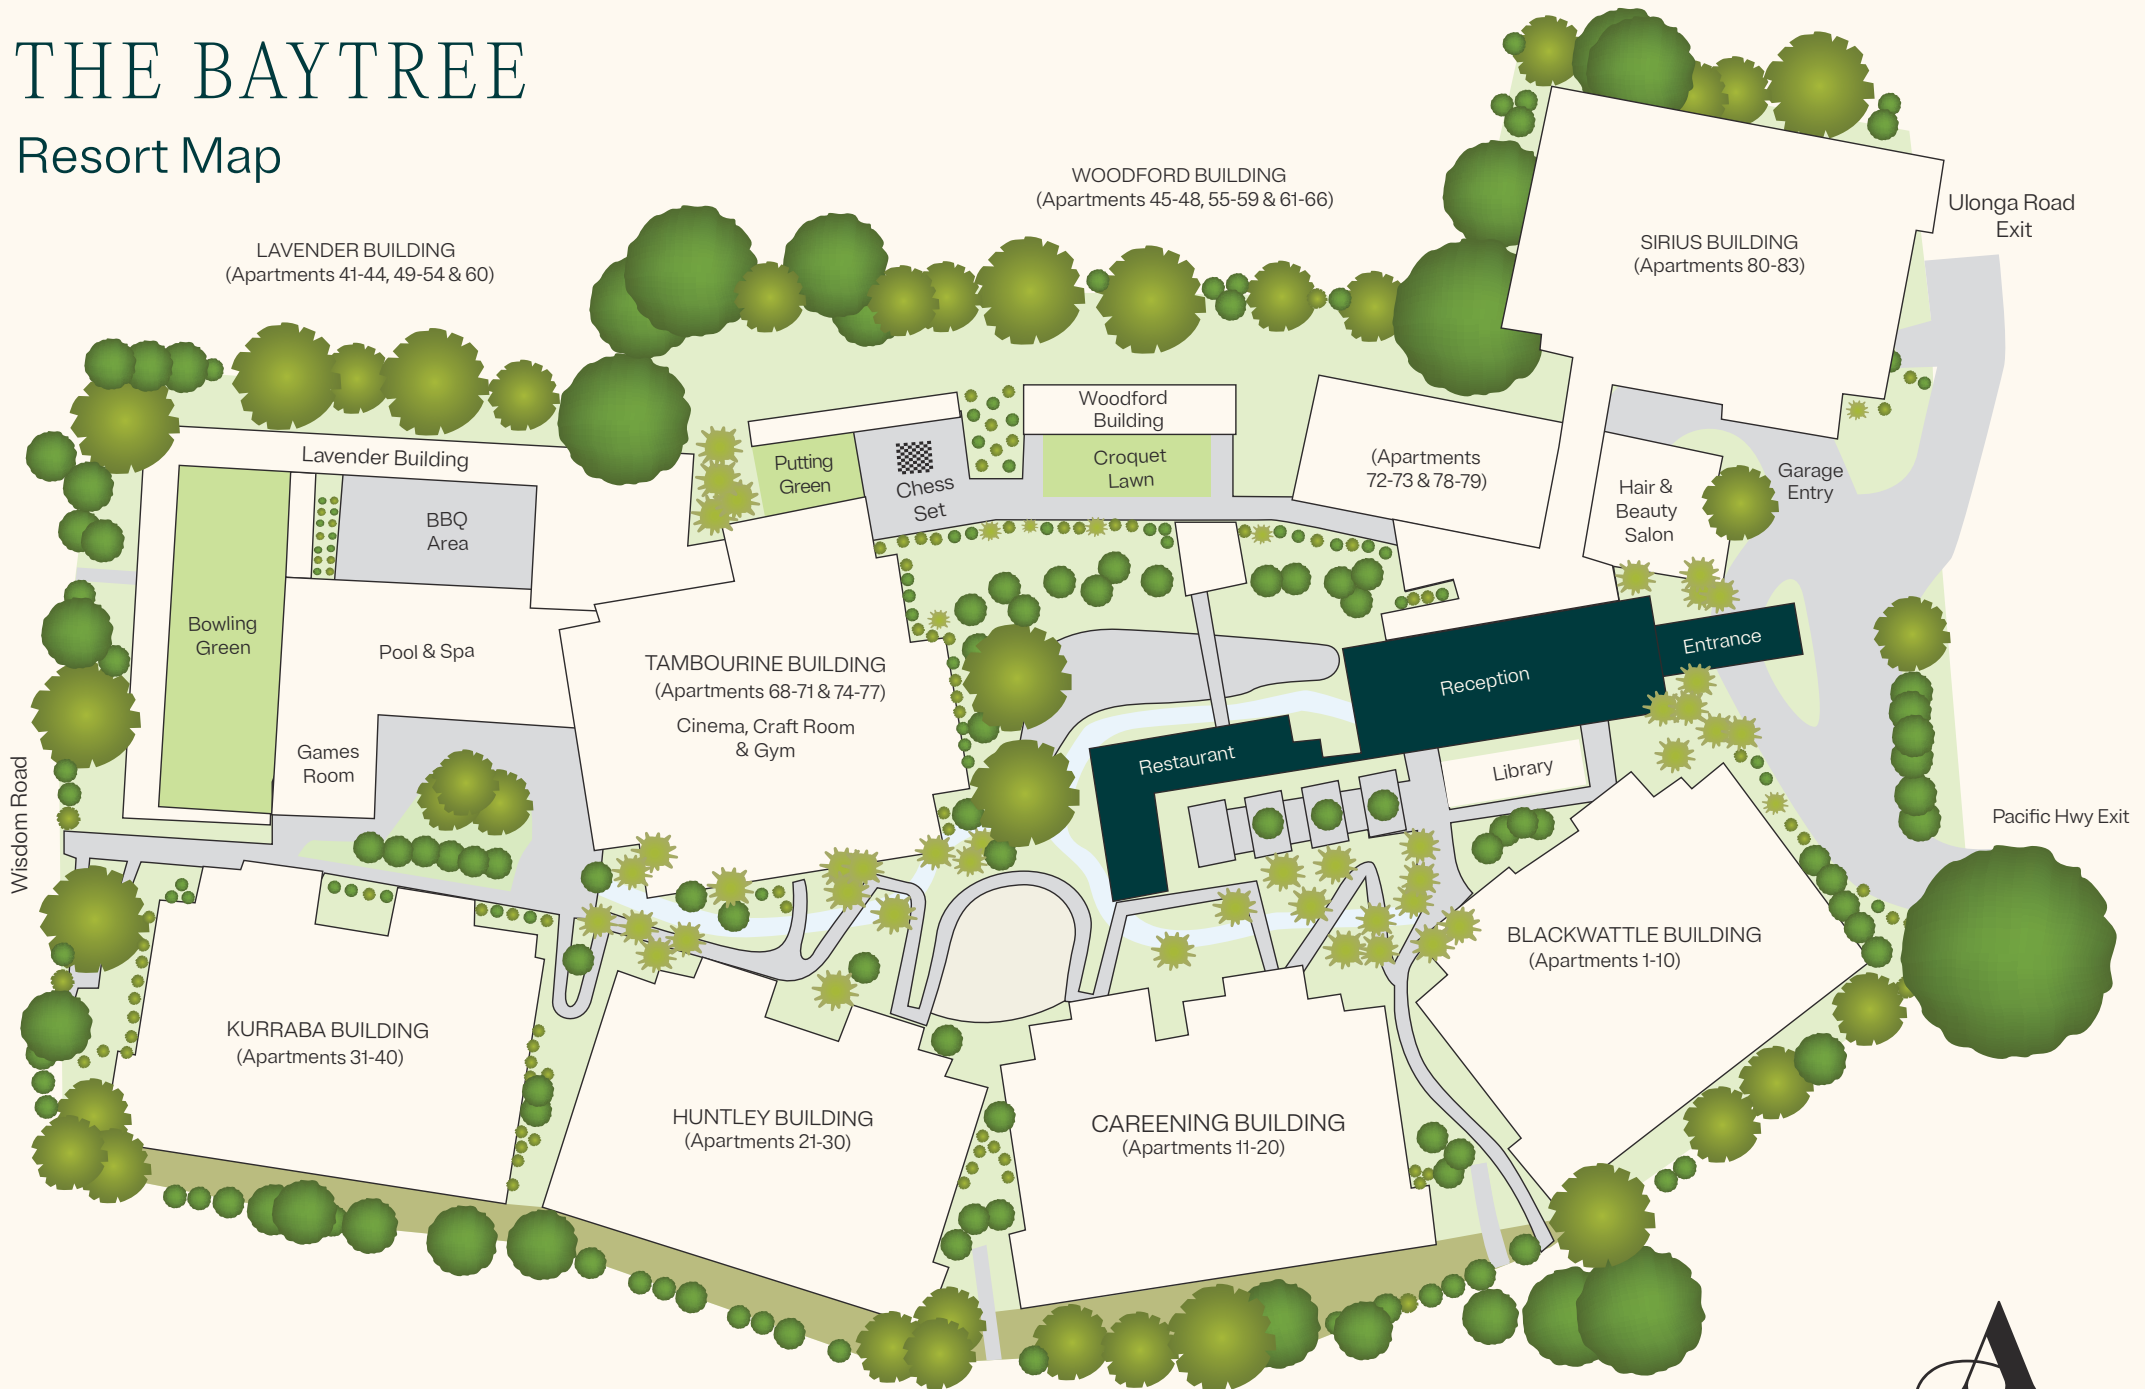 THE BAYTREE
Resort Map
WOODFORD BUILDING
(Apartments 45-48, 55-59 & 61-66)
LAVENDER BUILDING
(Apartments 41-44, 49-54 & 60)
SIRIUS BUILDING
(Apartments 80-83)
Ulonga Road
Exit
Lavender Building
Woodford
Building
Putting
Green
Chess
Set
Croquet
Lawn
(Apartments
72-73 & 78-79)
Garage
Entry
Hair &
Beauty
Salon
BBQ
Area
Bowling
Green
Pool & Spa
TAMBOURINE BUILDING
(Apartments 68-71 & 74-77)
Cinema, Craft Room
& Gym
Entrance
Reception
Restaurant
Library
Games
Room
Wisdom Road
Pacific Hwy Exit
BLACKWATTLE BUILDING
(Apartments 1-10)
KURRABA BUILDING
(Apartments 31-40)
HUNTLEY BUILDING
(Apartments 21-30)
CAREENING BUILDING
(Apartments 11-20)
A